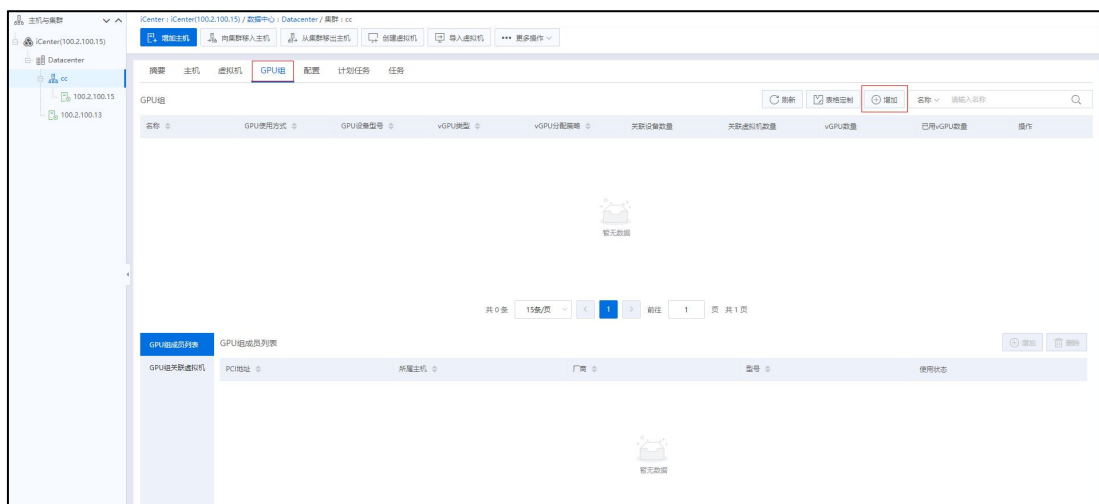 主机与集群
iCenter(100.2.100.15)
Datacenter
cc
100.2.100.15
100.2.100.13
iCenter : iCenter(100.2.100.15) / 数据中心 : Datacenter / 集群 : cc
增加主机 向集群移入主机 从集群移出主机 创建虚拟机 导入虚拟机 ••• 更多操作
摘要 主机 虚拟机 GPU组 配置 计划任务 任务
GPU组 刷新 表格定制 增加 名称 请输入名称
名称 GPU使用方式 GPU设备型号 vGPU类型 vGPU分配策略 关联设备数量 关联虚拟机数量 vGPU数量 已用vGPU数量 操作
暂无数据
共 0 条 15条/页 1 前往 1 页 共 1 页
GPU组成员列表 GPU组成员列表 增加 删除
GPU组关联虚拟机 PCI地址 所属主机 厂商 型号 使用状态
暂无数据